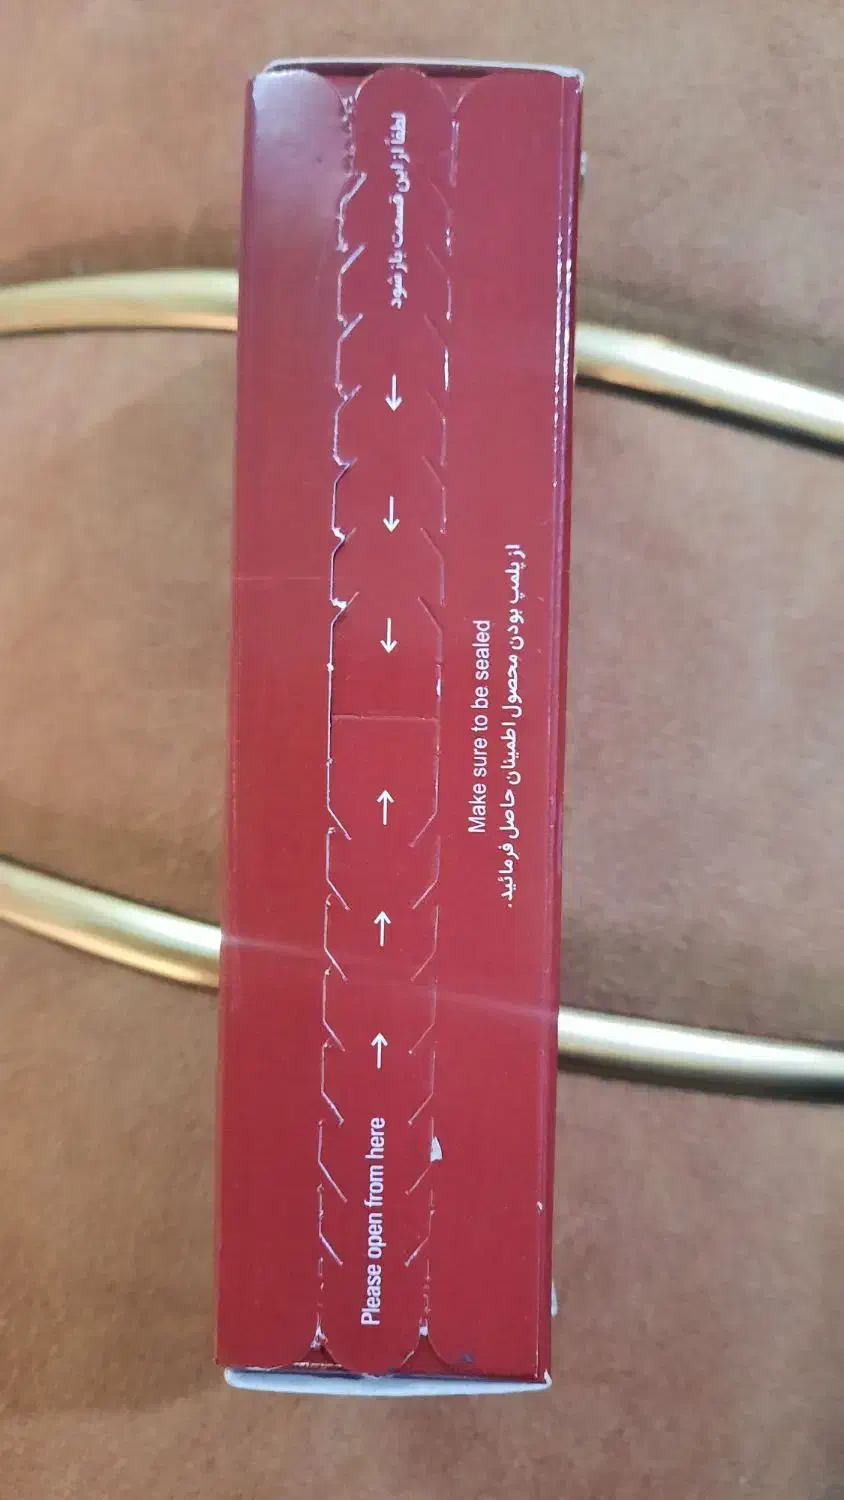 لطفاً از این قسمت باز شود
Please open from here
Make sure to be sealed
از پلمپ بودن محصول اطمینان حاصل فرمائید.